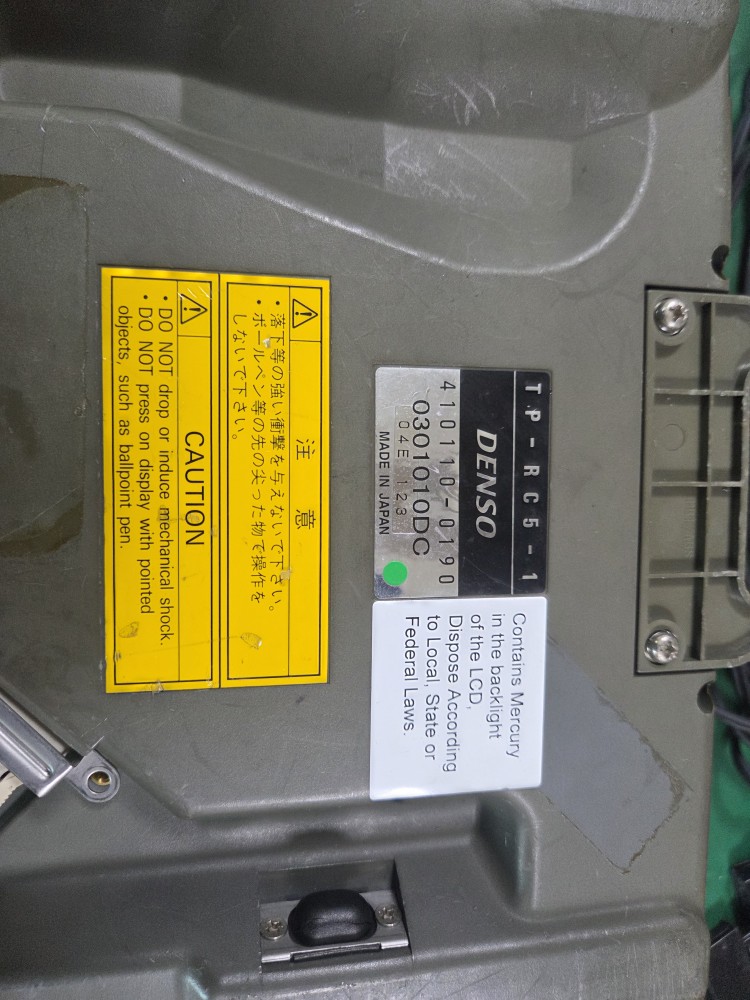 TP-RC5-1
DENSO
410110-0190
0301010DC
04E 123
MADE IN JAPAN
Contains Mercury
in the backlight
of the LCD,
Dispose According
to Local, State or
Federal Laws.
注 意
・落下等の強い衝撃を与えないで下さい。
・ボールペン等の先の尖った物で操作を
しないで下さい。
CAUTION
・DO NOT drop or induce mechanical shock.
・DO NOT press on display with pointed
objects, such as ballpoint pen.